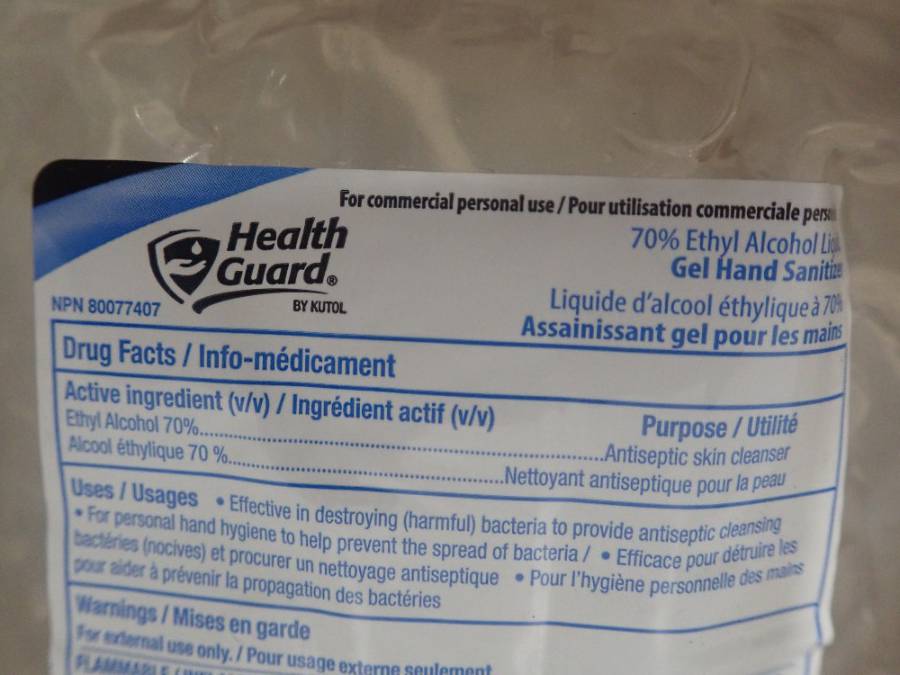 For commercial personal use / Pour utilisation commerciale
Health
Guard®
BY KUTOL
70% Ethyl Alcohol
Gel Hand Sanitize
NPN 80077407
Liquide d'alcool éthylique à 70%
Assainissant gel pour les mains
Drug Facts / Info-médicament
Active ingredient (v/v) / Ingrédient actif (v/v)
Purpose / Utilité
Ethyl Alcohol 70%..........................................................Antiseptic skin cleanser
Alcool éthylique 70 %........................................Nettoyant antiseptique pour la peau
Uses / Usages • Effective in destroying (harmful) bacteria to provide antiseptic cleansing
• For personal hand hygiene to help prevent the spread of bacteria / • Efficace pour détruire les
bactéries (nocives) et procurer un nettoyage antiseptique • Pour l'hygiène personnelle des mains
pour aider à prévenir la propagation des bactéries
Warnings / Mises en garde
For external use only. / Pour usage externe seulement
FLAMMABLE /